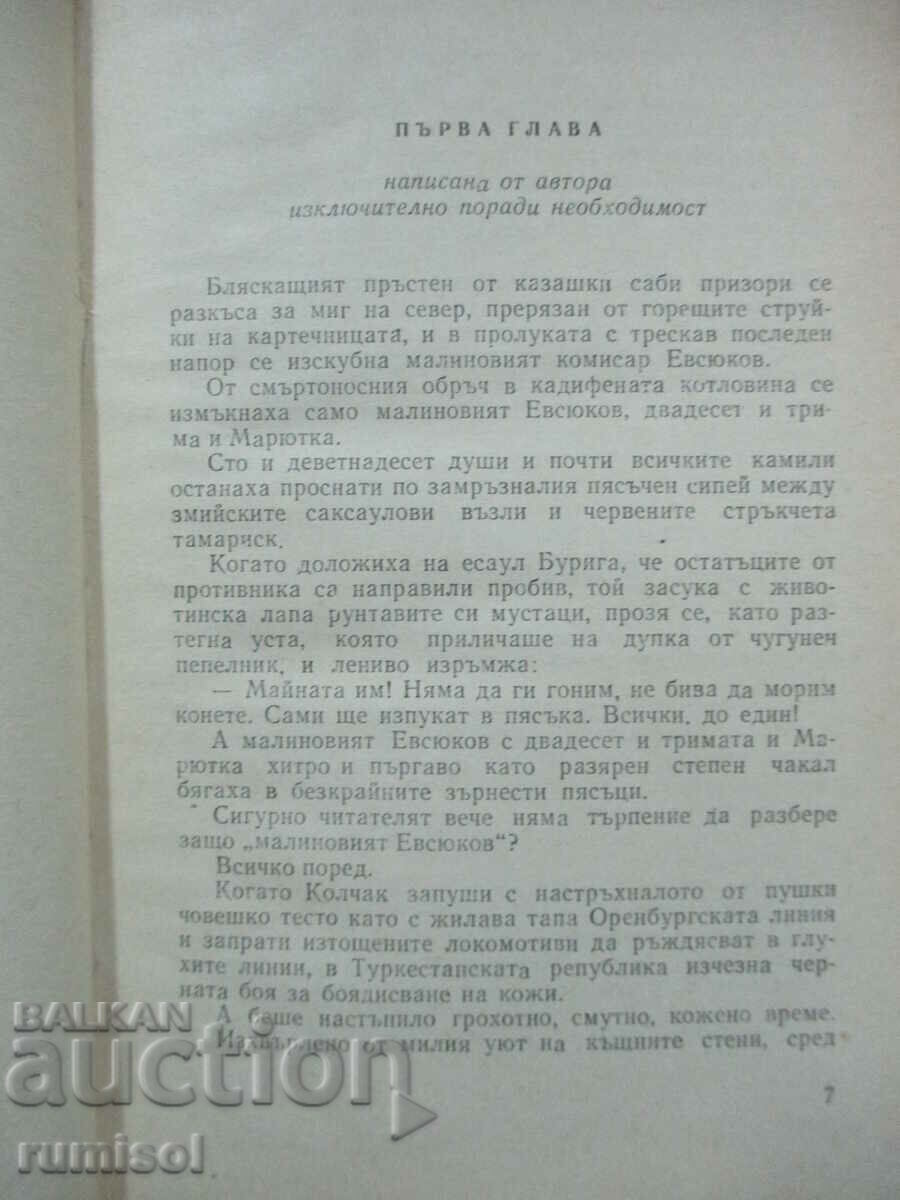 ПЪРВА ГЛАВА
написана от автора
изключително поради необходимост
Бляскащият пръстен от казашки саби призори се
разкъса за миг на север, прерязан от горещите струй-
ки на картечницата, и в пролуката с трескав последен
напор се изскубна малиновият комисар Евсюков.
От смъртоносния обръч в кадифената котловина се
измъкнаха само малиновият Евсюков, двадесет и три-
ма и Марютка.
Сто и деветнадесет души и почти всичките камили
останаха проснати по замръзналия пясъчен сипей между
змийските саксаулови възли и червените стръкчета
тамариск.
Когато доложиха на есаул Буряга, че остатъците от
противника са направили пробив, той засука с живо-
тинска лапа рунтавите си мустаци, прозя се, като раз-
тегна уста, която приличаше на дупка от чугунен
пепелник, и лениво изръмжа:
— Майната им! Няма да ги гоним, не бива да морим
конете. Сами ще изпукат в пясъка. Всички, до един!
А малиновият Евсюков с двадесет и тримата и Ма-
рютка хитро и пъргаво като разярен степен чакал
бягаха в безкрайните зърнести пясъци.
Сигурно читателят вече няма търпение да разбере
защо „малиновият Евсюков“?
Всичко поред.
Когато Колчак запуши с настръхналото от пушки
човешко тесто като с жилава тапа Оренбургската линия
и запрати изтощените локомотиви да ръждясват в глу-
хите линии, в Туркестанската република изчезна чер-
ната боя за боядисване на кожи.
А беше настъпило грохотно, смутно, кожено време.
Изхвърлено от милия уют на къщните стени, сред
7
BALKAN
auction
rumisol